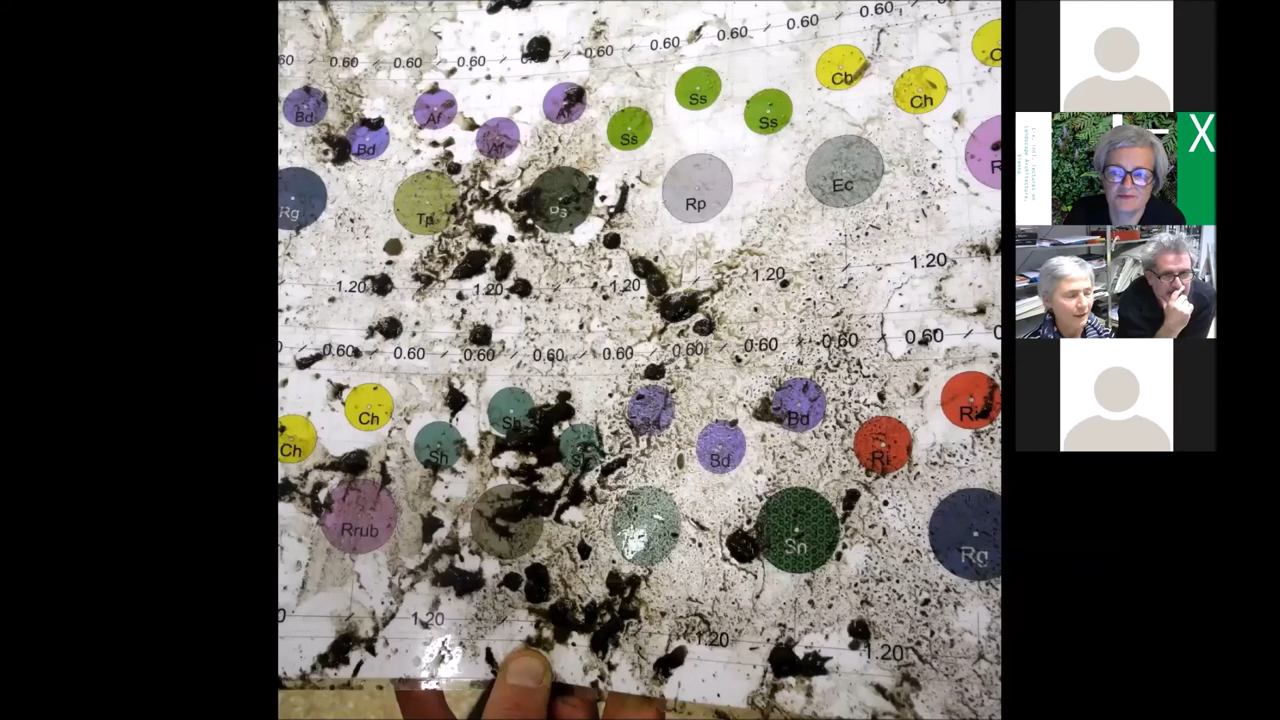 0.60 0.60 0.60
60 0.60 0.60 0.60 0.60 0.60 0.60
Bd Af Ss Cb Ch
Bd Af Ss Ss
Rg Tp Ps Rp Ec R
1.20 1.20 1.20 1.20 1.20
0.60 0.60 0.60 0.60 0.60 0.60 0.60 0.60 0.60
Ch Sh Bd Ri
Ch Sh Bd Ri
Rrub Sn Rg
0 1.20 1.20 1.20
X